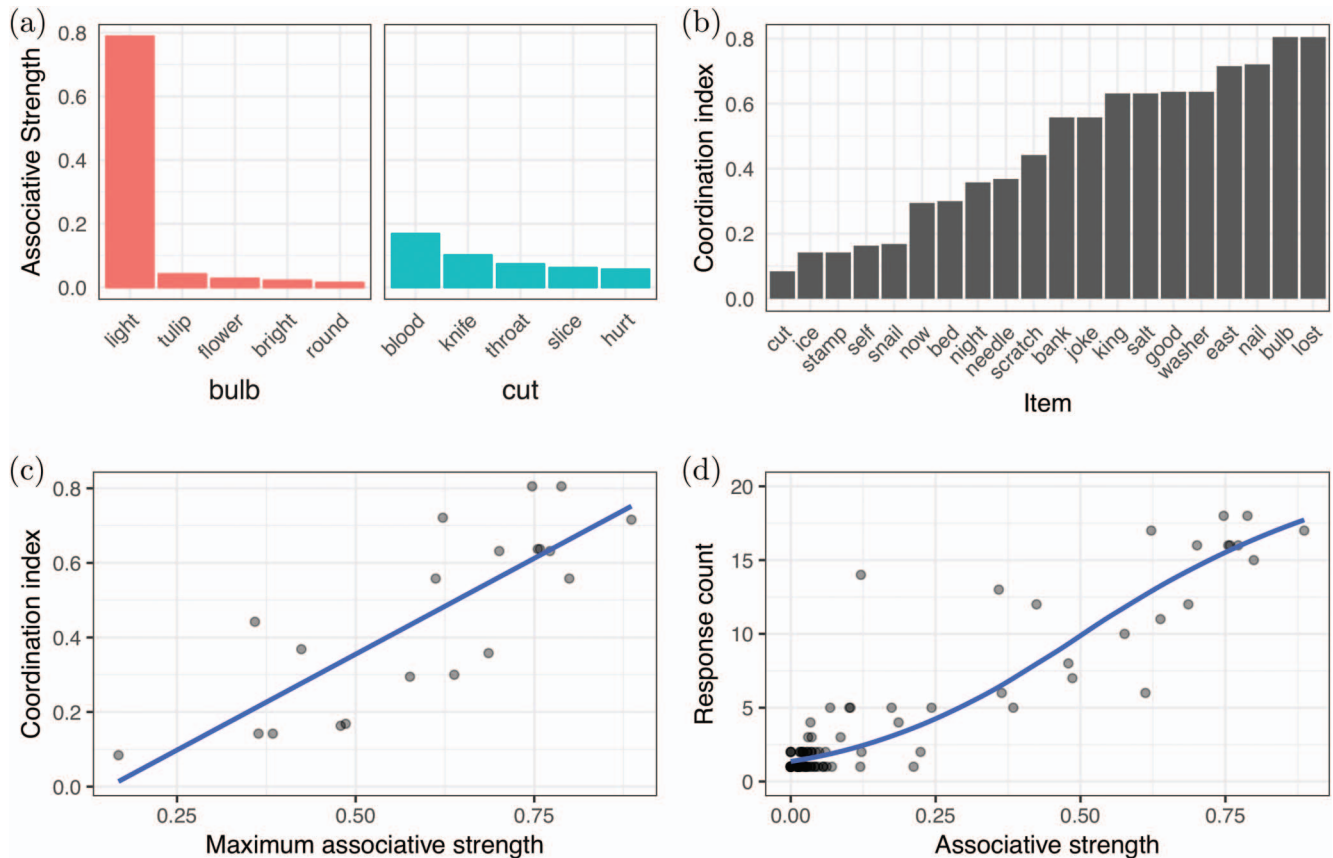 (a)
Associative Strength
0.8
0.6
0.4
0.2
0.0
light
tulip
flower
bright
round
bulb
blood
knife
throat
slice
hurt
cut
(b)
Coordination index
0.8
0.6
0.4
0.2
0.0
cut
ice
stamp
self
snail
now
bed
night
needle
scratch
bank
joke
king
salt
good
washer
east
nail
bulb
lost
Item
(c)
Coordination index
0.8
0.6
0.4
0.2
0.0
0.25
0.50
0.75
Maximum associative strength
(d)
Response count
20
15
10
5
0
0.00
0.25
0.50
0.75
Associative strength